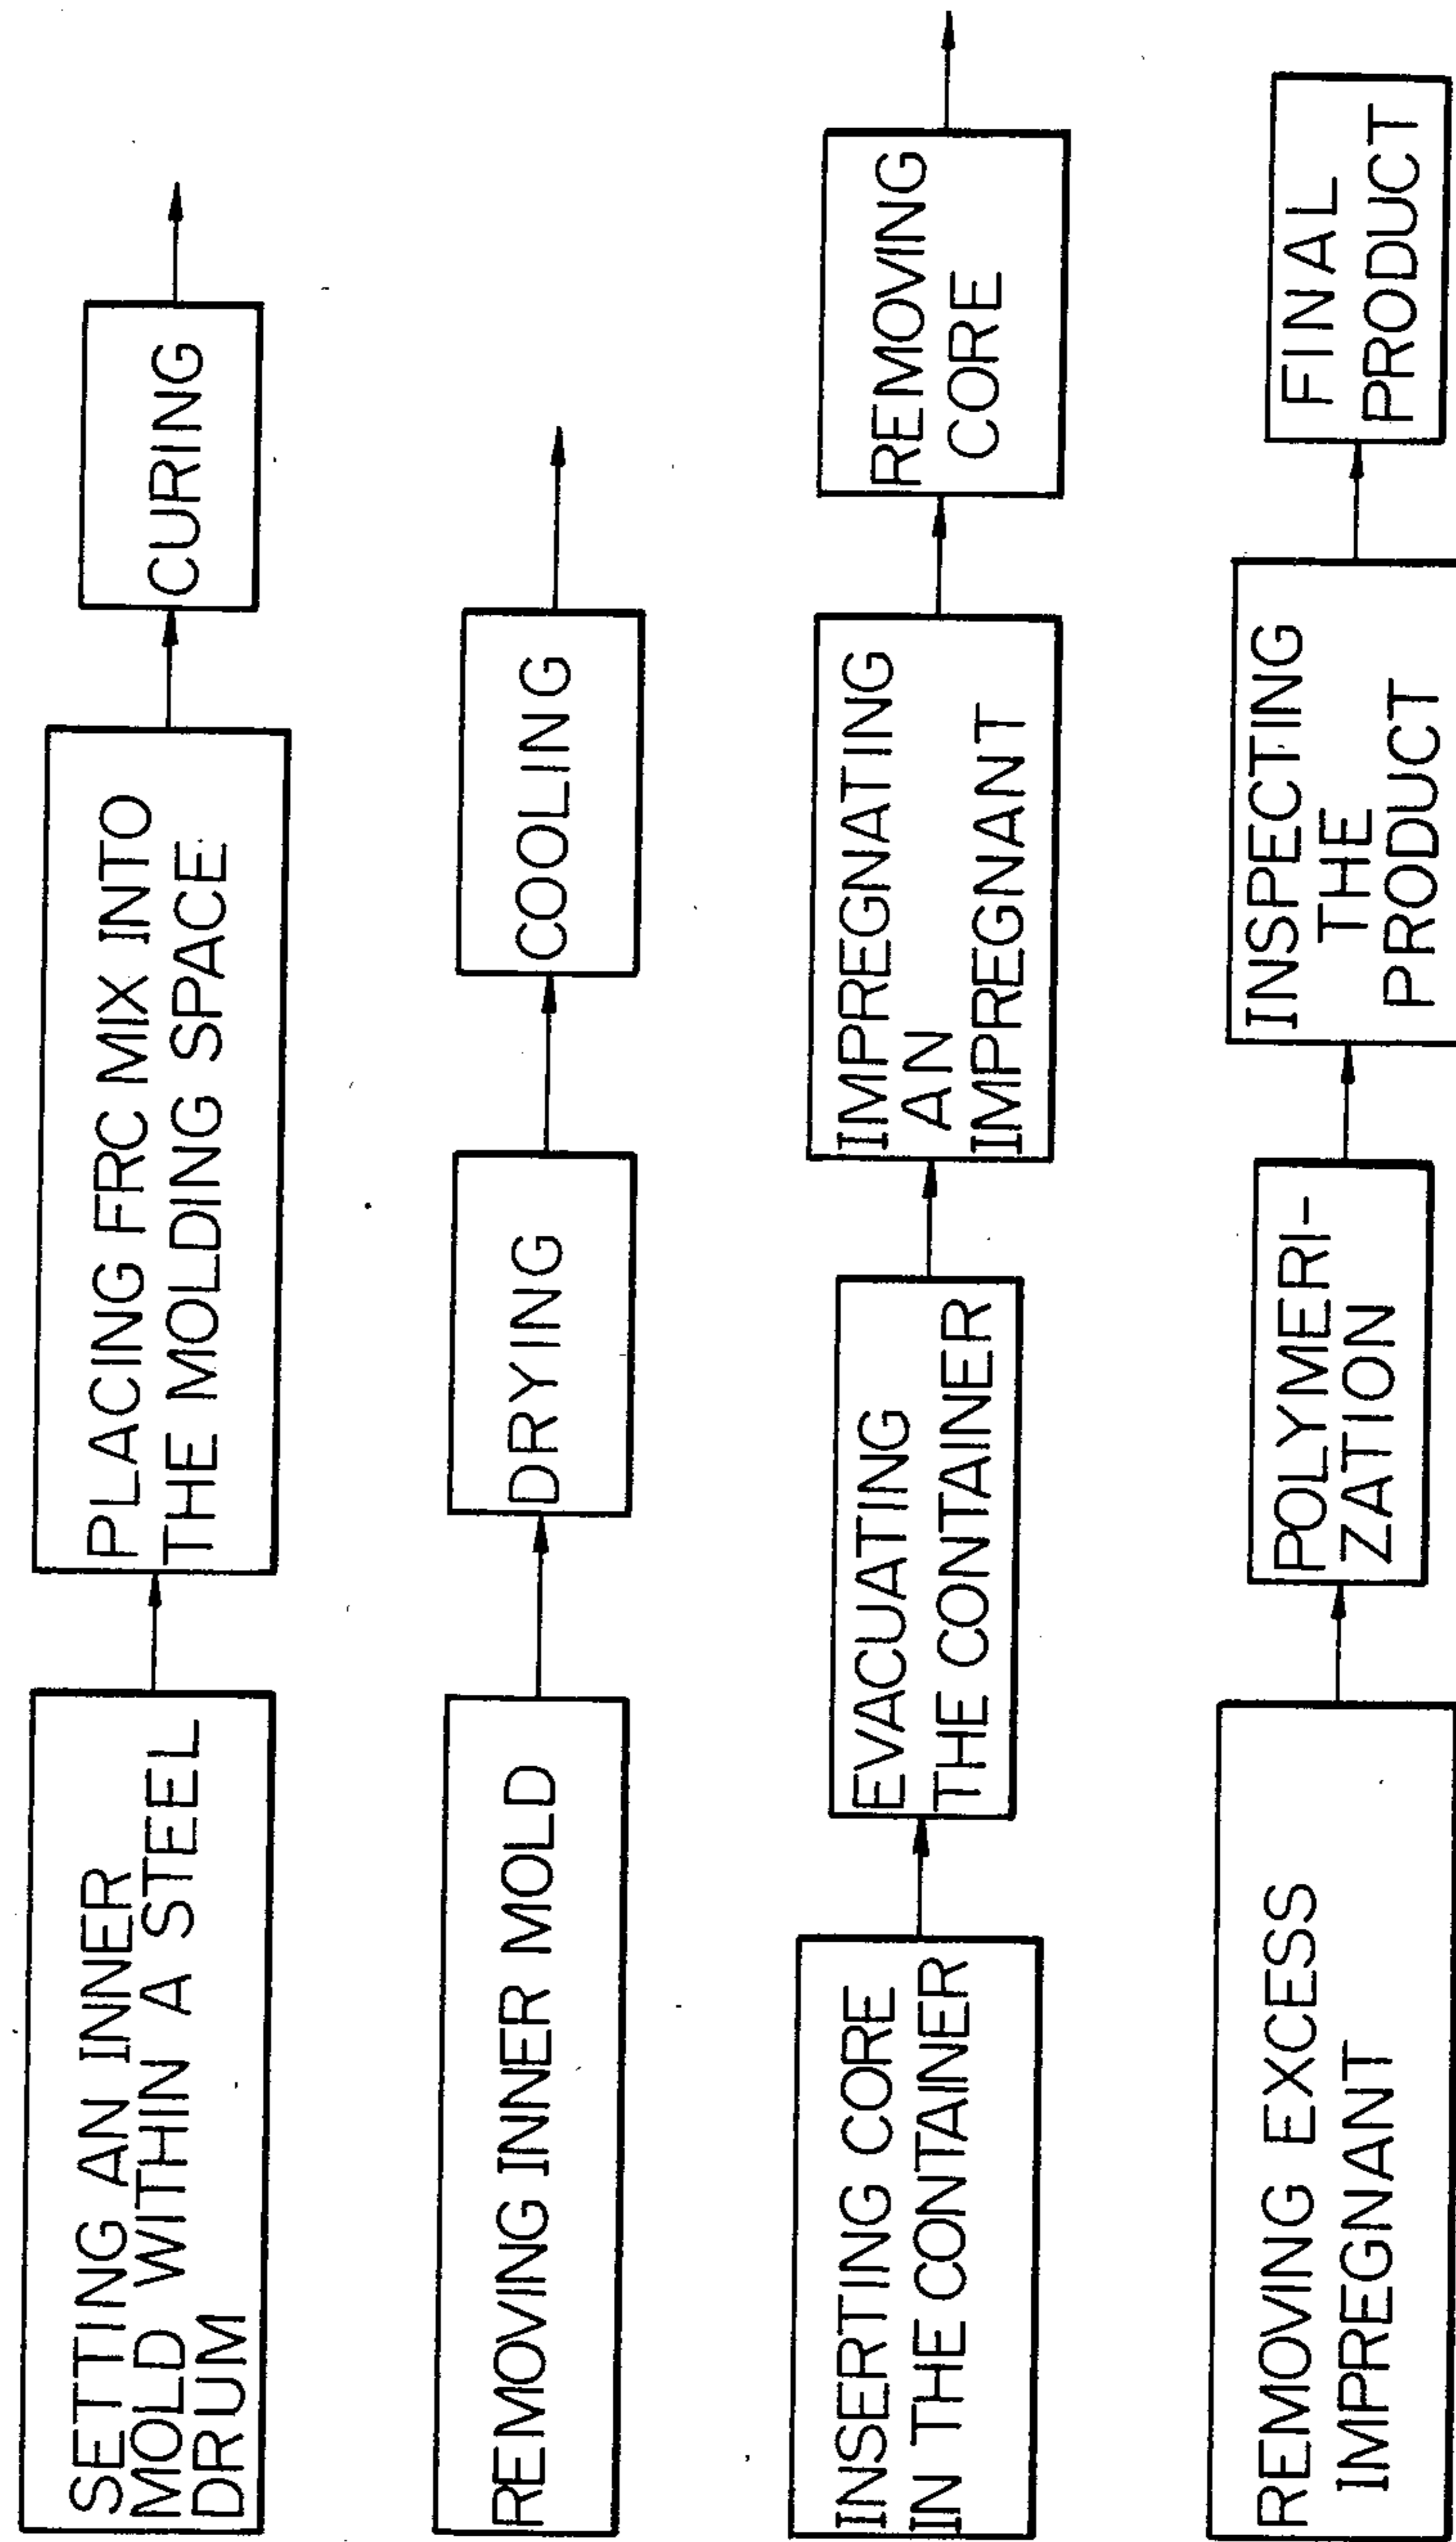 SETTING AN INNER
MOLD WITHIN A STEEL
DRUM
PLACING FRC MIX INTO
THE MOLDING SPACE
CURING
REMOVING INNER MOLD
DRYING
COOLING
INSERTING CORE
IN THE CONTAINER
EVACUATING
THE CONTAINER
IMPREGNATING
AN
IMPREGNANT
REMOVING
CORE
REMOVING EXCESS
IMPREGNANT
POLYMERI-
ZATION
INSPECTING
THE
PRODUCT
FINAL
PRODUCT